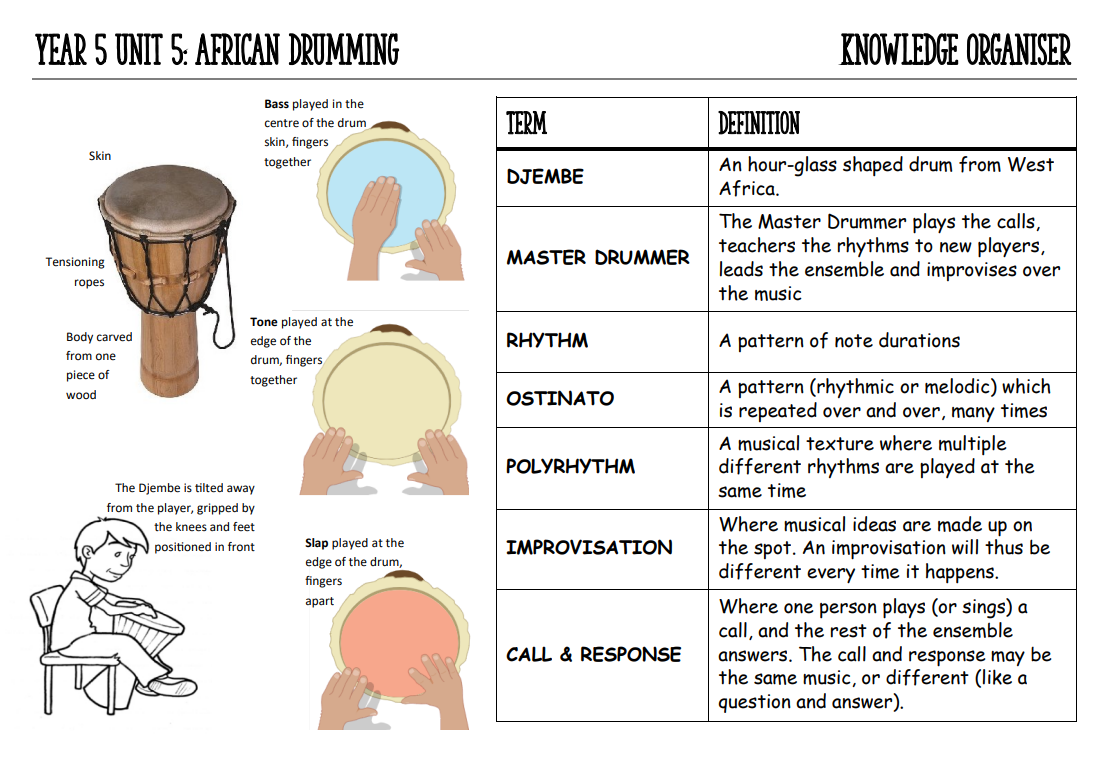 YEAR 5 UNIT 5: AFRICAN DRUMMING
KNOWLEDGE ORGANISER
Skin
Tensioning
ropes
Body carved
from one
piece of
wood
Bass played in the
centre of the drum
skin, fingers
together
Tone played at the
edge of the
drum, fingers
together
The Djembe is tilted away
from the player, gripped by
the knees and feet
positioned in front
Slap played at the
edge of the drum,
fingers
apart
TERM
DEFINITION
DJEMBE
An hour-glass shaped drum from West
Africa.
MASTER DRUMMER
The Master Drummer plays the calls,
teachers the rhythms to new players,
leads the ensemble and improvises over
the music
RHYTHM
A pattern of note durations
OSTINATO
A pattern (rhythmic or melodic) which
is repeated over and over, many times
POLYRHYTHM
A musical texture where multiple
different rhythms are played at the
same time
IMPROVISATION
Where musical ideas are made up on
the spot. An improvisation will thus be
different every time it happens.
CALL & RESPONSE
Where one person plays (or sings) a
call, and the rest of the ensemble
answers. The call and response may be
the same music, or different (like a
question and answer).